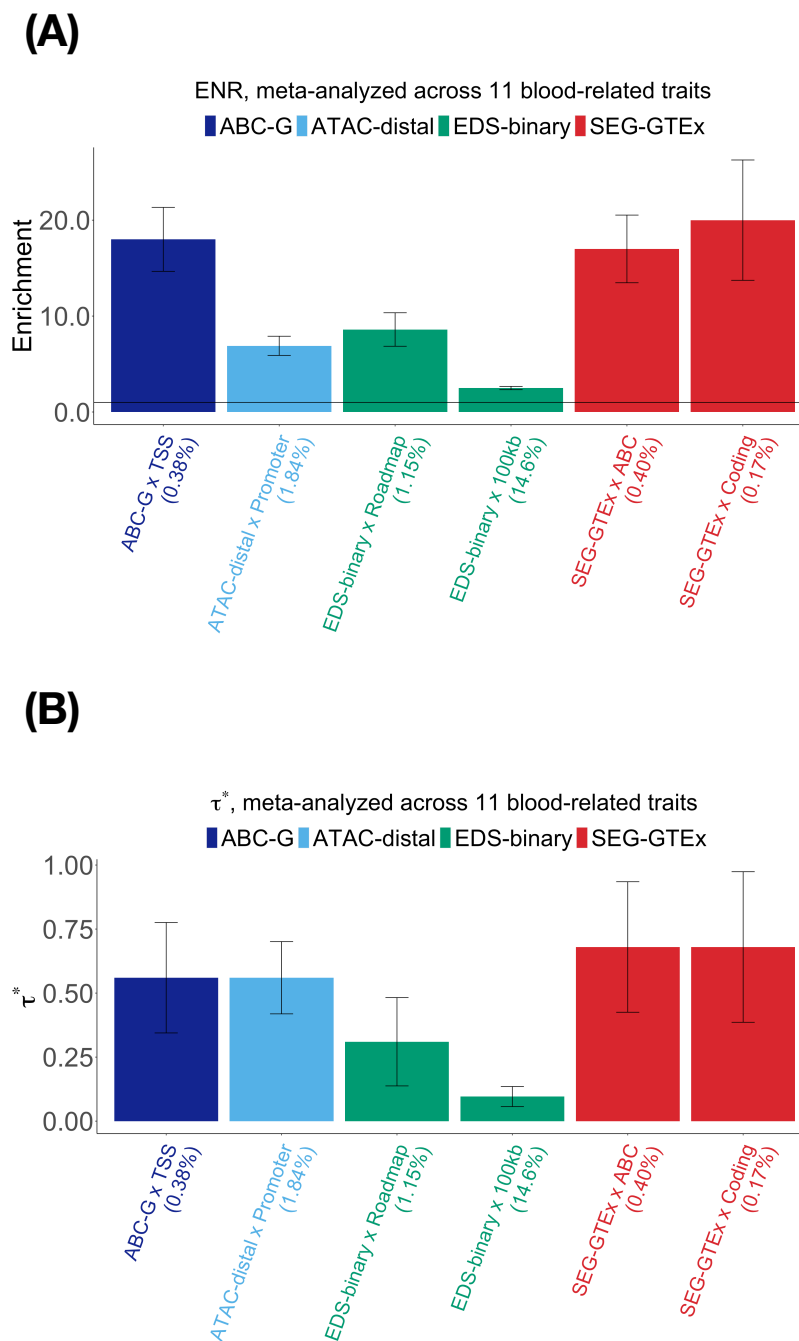 (A)
ENR, meta-analyzed across 11 blood-related traits
ABC-G ATAC-distal EDS-binary SEG-GTEx
Enrichment
20.0
10.0
0.0
ABC-G x TSS
(0.38%)
ATAC-distal x Promoter
(1.84%)
EDS-binary x Roadmap
(1.15%)
EDS-binary x 100kb
(14.6%)
SEG-GTEx x ABC
(0.40%)
SEG-GTEx x Coding
(0.17%)
(B)
τ*, meta-analyzed across 11 blood-related traits
ABC-G ATAC-distal EDS-binary SEG-GTEx
τ*
1.00
0.75
0.50
0.25
0.00
ABC-G x TSS
(0.38%)
ATAC-distal x Promoter
(1.84%)
EDS-binary x Roadmap
(1.15%)
EDS-binary x 100kb
(14.6%)
SEG-GTEx x ABC
(0.40%)
SEG-GTEx x Coding
(0.17%)